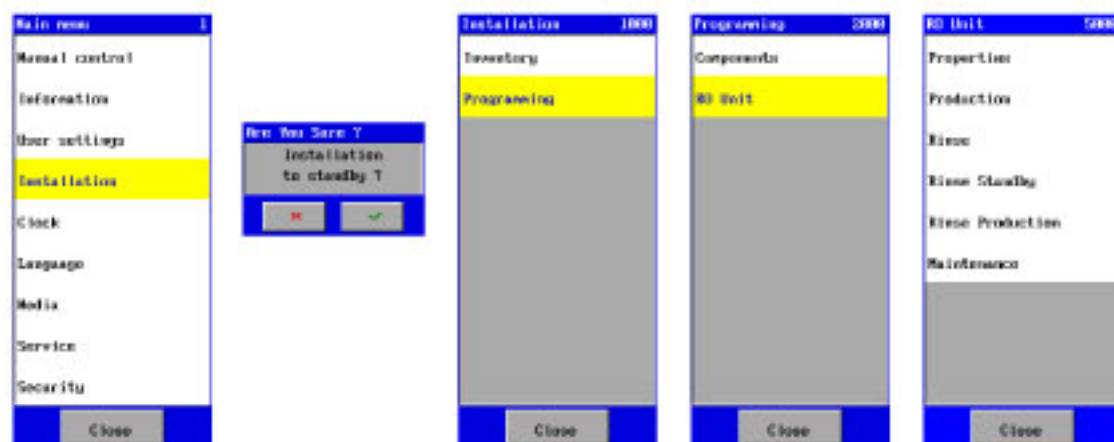 Main menu 1
Manual control
Information
User settings
Installation
Clock
Language
Media
Service
Security
Close
Are You Sure ?
Installation
to standby ?
Installation 1000
Inventory
Programming
Close
Programming 2000
Components
RO Unit
Close
RO Unit 5000
Properties
Production
Rinse
Rinse Standby
Rinse Production
Maintenance
Close